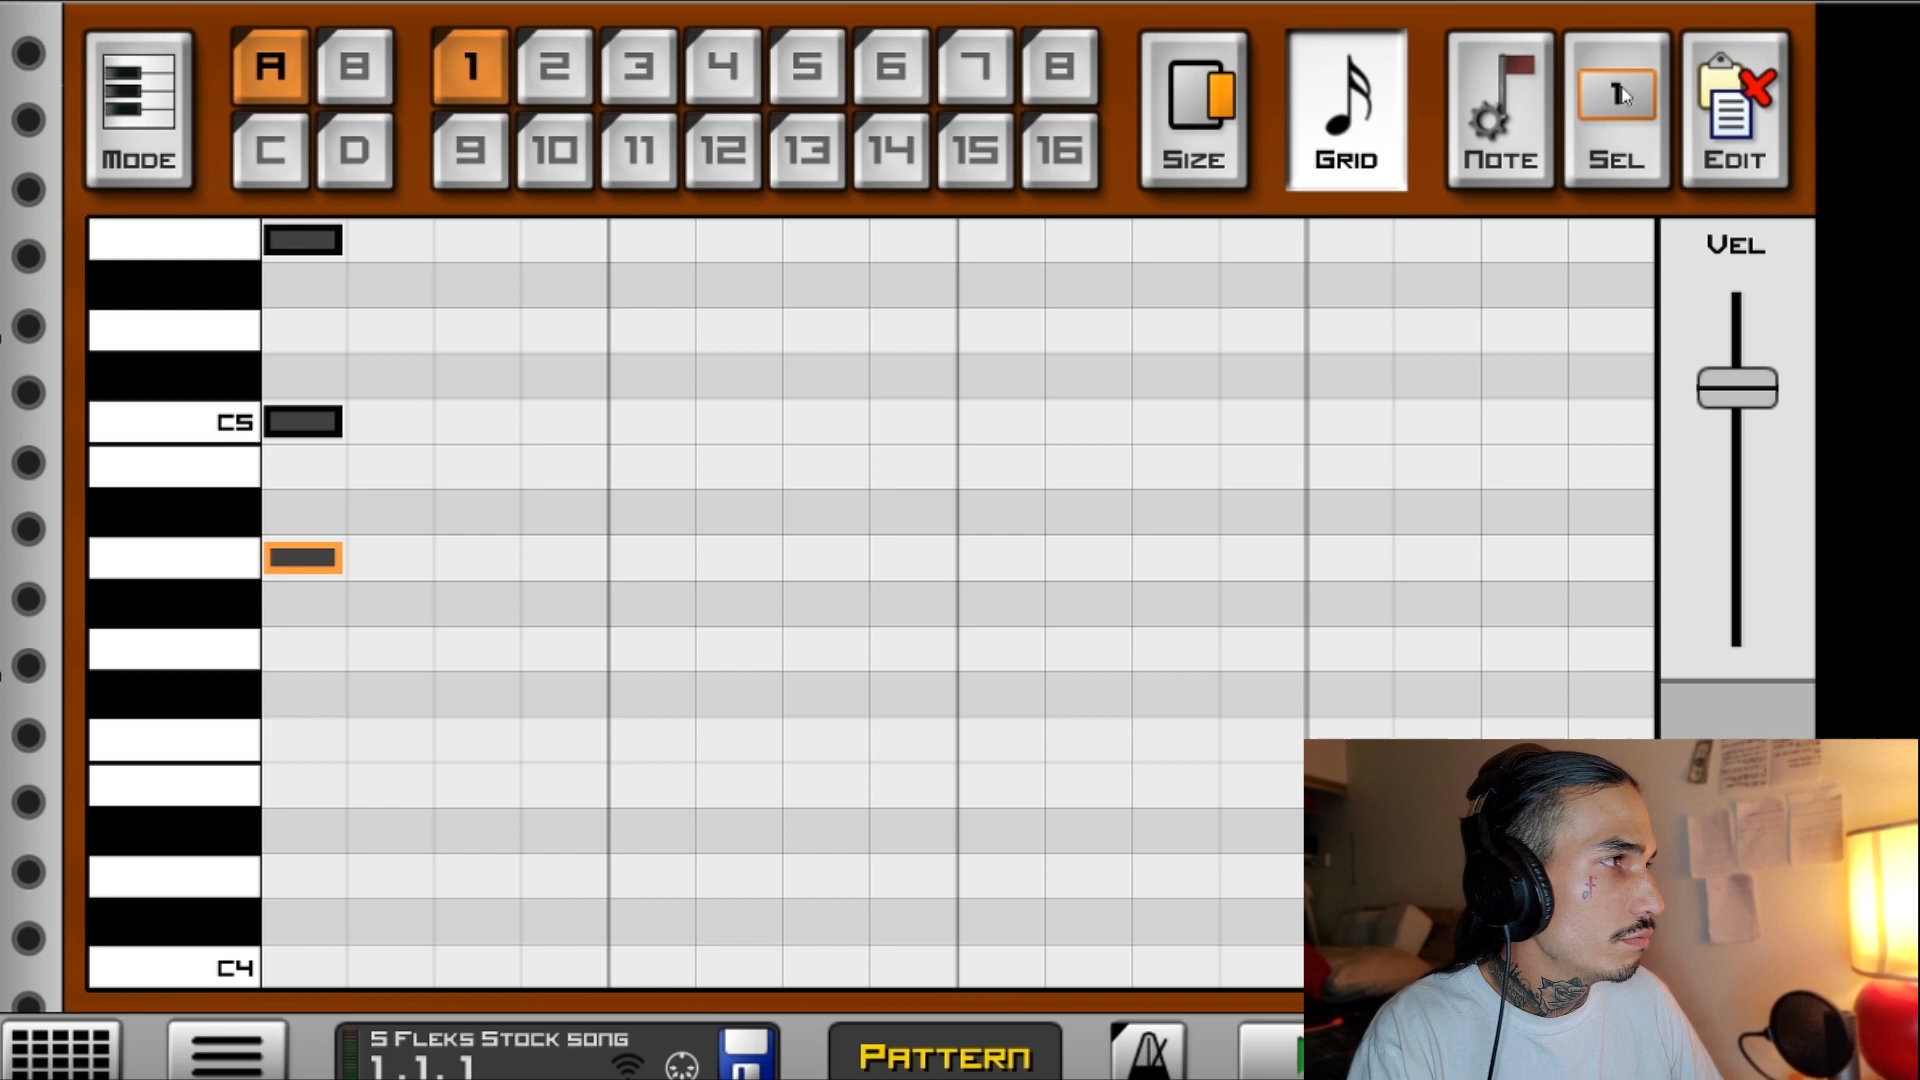 MODE
A
B
C
D
1
2
3
4
5
6
7
8
9
10
11
12
13
14
15
16
SIZE
GRID
NOTE
1
SEL
EDIT
VEL
C5
C4
5 FLEKS STOCK SONG
1.1.1
PATTERN